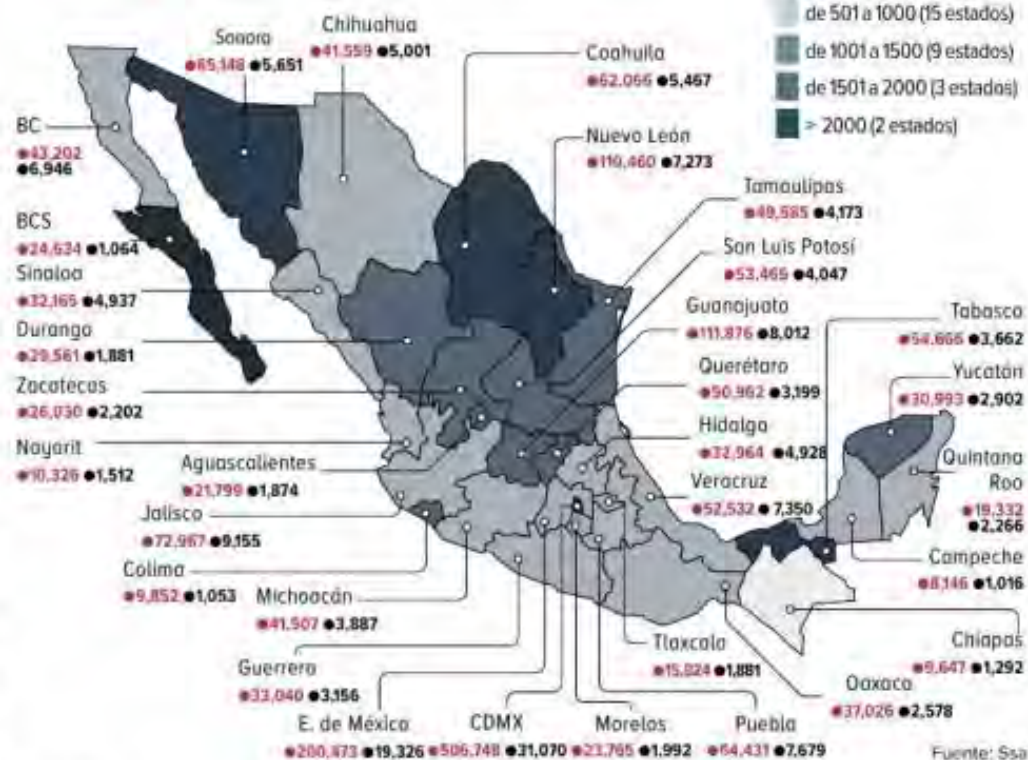 de 501 a 1000 (15 estados)
de 1001 a 1500 (9 estados)
de 1501 a 2000 (3 estados)
> 2000 (2 estados)
Sonora
65,148 5,651
Chihuahua
41,559 5,001
Coahuila
62,066 5,467
Nuevo León
110,460 7,273
BC
43,202
6,946
Tamaulipas
49,585 4,173
BCS
24,634 1,064
San Luis Potosí
53,465 4,047
Sinaloa
32,165 4,937
Guanajuato
111,876 8,012
Tabasco
54,666 3,662
Durango
29,561 1,881
Querétaro
50,962 3,199
Yucatán
30,993 2,902
Zacatecas
26,030 2,202
Hidalgo
32,964 4,928
Nayarit
10,326 1,512
Aguascalientes
21,799 1,874
Veracruz
52,532 7,350
Quintana
Roo
19,332
2,266
Jalisco
72,967 9,155
Campeche
8,146 1,016
Colima
9,852 1,053
Michoacán
41,507 3,887
Chiapas
9,647 1,292
Guerrero
33,040 3,156
Tlaxcala
15,824 1,881
Oaxaca
37,026 2,578
E. de México
200,473 19,326
CDMX
506,748 31,070
Morelos
23,765 1,992
Puebla
64,431 7,679
Fuente: Ssa